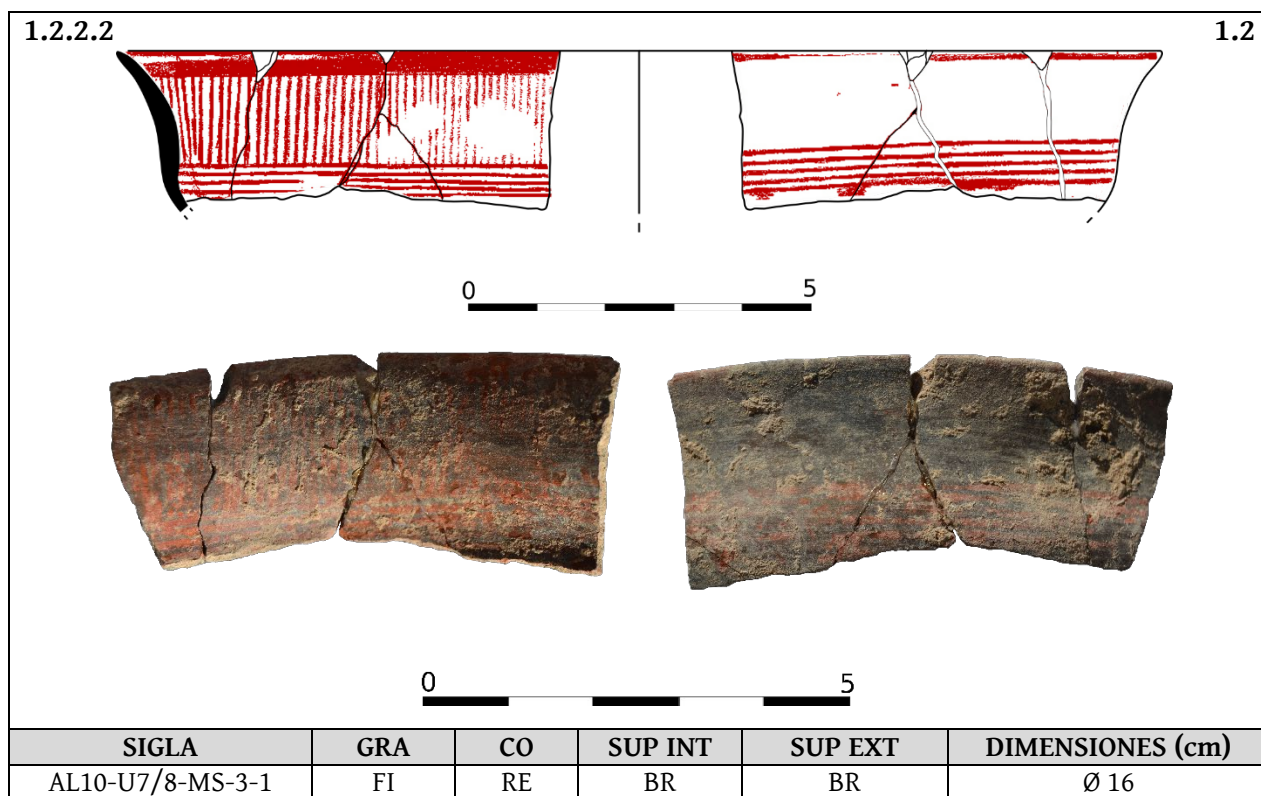 1.2.2.2 1.2
0 5
0 5
SIGLA GRA CO SUP INT SUP EXT DIMENSIONES (cm)
AL10-U7/8-MS-3-1 FI RE BR BR Ø 16